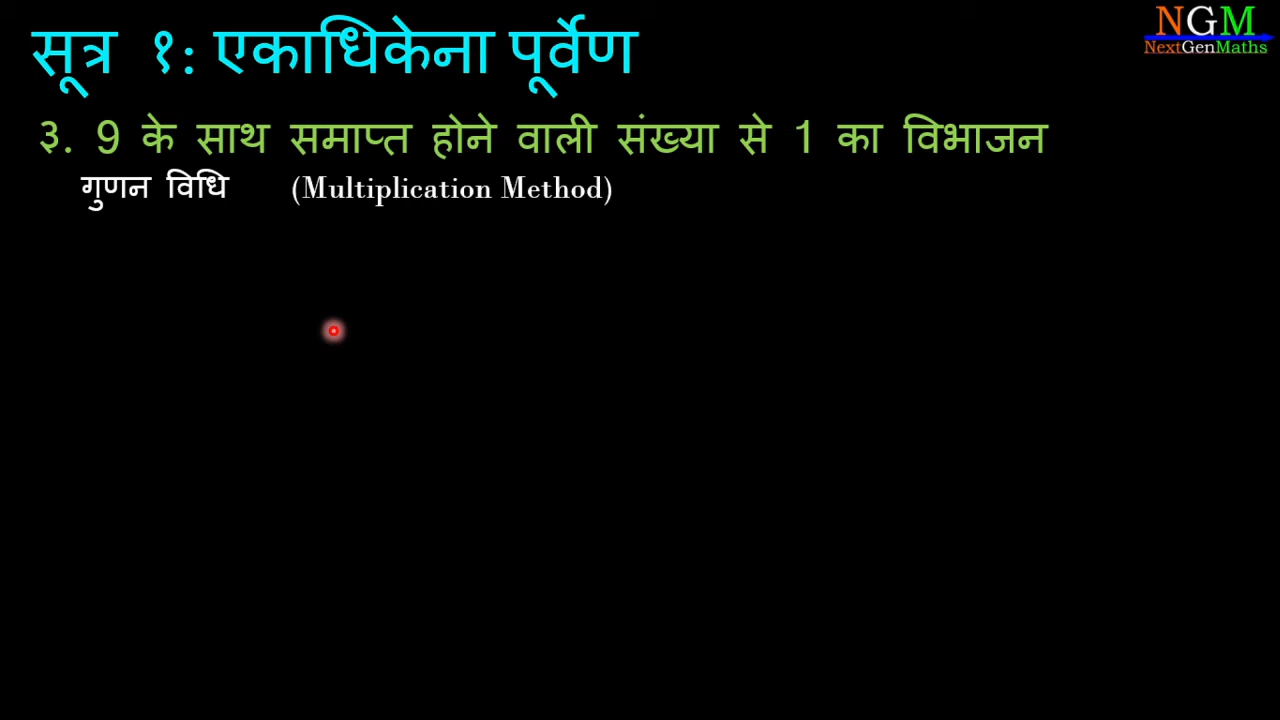 सूत्र १: एकाधिकेना पूर्वेण
NGM
NextGenMaths
३. 9 के साथ समाप्त होने वाली संख्या से 1 का विभाजन
गुणन विधि (Multiplication Method)